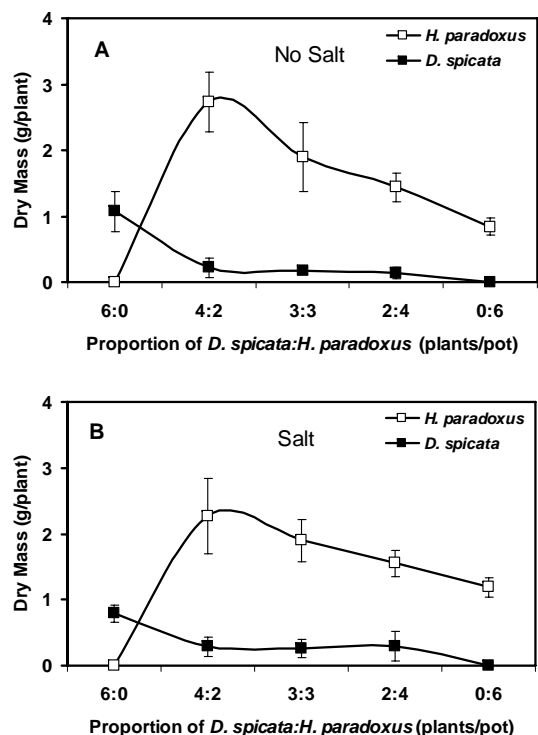 4
A
No Salt
H. paradoxus
D. spicata
3
2
1
0
Dry Mass (g/plant)
6:0 4:2 3:3 2:4 0:6
Proportion of D. spicata:H. paradoxus (plants/pot)
4
B
Salt
H. paradoxus
D. spicata
3
2
1
0
Dry Mass (g/plant)
6:0 4:2 3:3 2:4 0:6
Proportion of D. spicata:H. paradoxus (plants/pot)